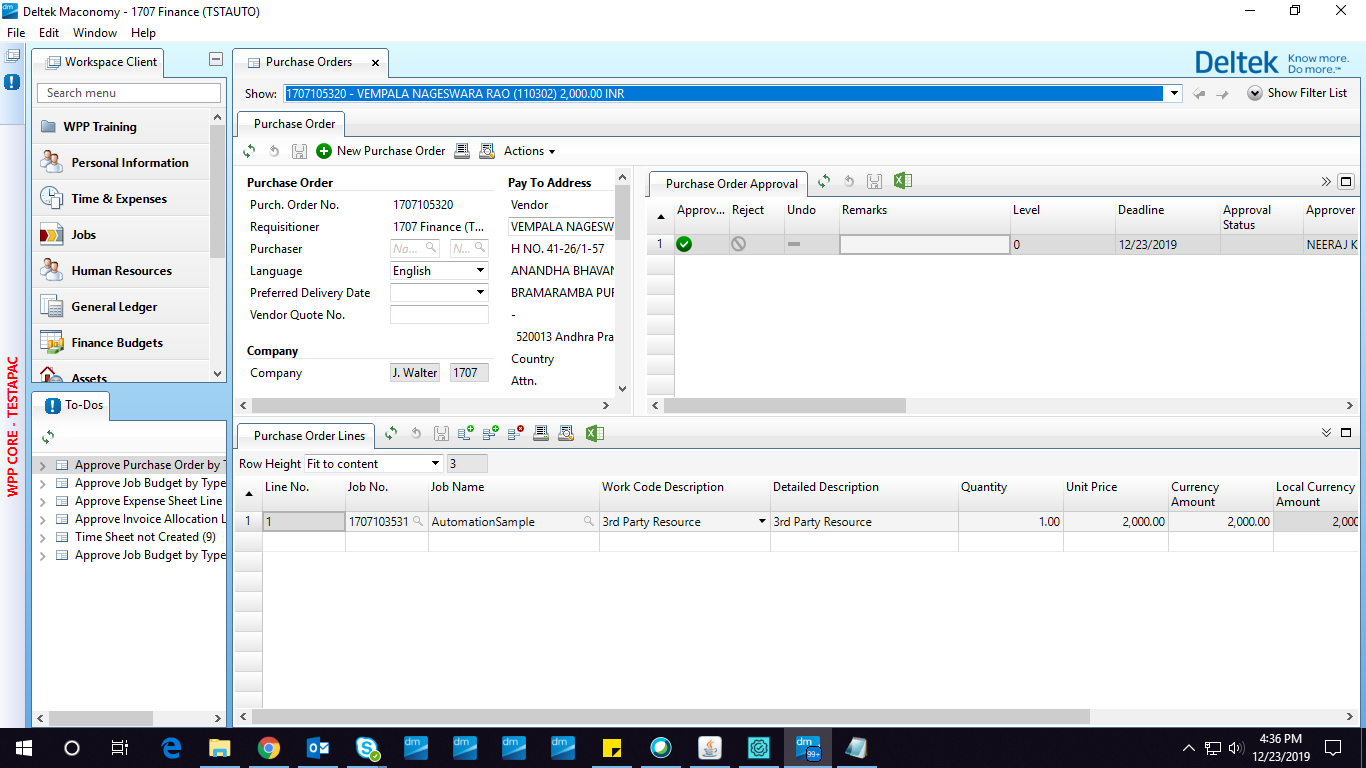 Deltek Maconomy - 1707 Finance (TSTAUTO)
File Edit Window Help
Workspace Client
Search menu
WPP Training
Personal Information
Time & Expenses
Jobs
Human Resources
General Ledger
Finance Budgets
Assets
WPP CORE - TESTAPAC
To-Dos
Approve Purchase Order by T
Approve Job Budget by Type
Approve Expense Sheet Line
Approve Invoice Allocation L
Time Sheet not Created (9)
Approve Job Budget by Type
Purchase Orders
Deltek Know more.
Do more.™
Show: 1707105320 - VEMPALA NAGESWARA RAO (110302) 2,000.00 INR
Show Filter List
Purchase Order
New Purchase Order Actions
Purchase Order
Purch. Order No. 1707105320
Requisitioner 1707 Finance (T...
Purchaser Na... N...
Language English
Preferred Delivery Date
Vendor Quote No.
Company
Company J. Walter 1707
Pay To Address
Vendor
VEMPALA NAGESW
H NO. 41-26/1-57
ANANDHA BHAVAN
BRAMARAMBA PUR
-
520013 Andhra Pra
Country
Attn.
Purchase Order Approval
Approv... Reject Undo Remarks Level Deadline Approval Status Approver
1 0 12/23/2019 NEERAJ K
Purchase Order Lines
Row Height Fit to content 3
Line No. Job No. Job Name Work Code Description Detailed Description Quantity Unit Price Currency Amount Local Currency Amount
1 1 1707103531 AutomationSample 3rd Party Resource 3rd Party Resource 1.00 2,000.00 2,000.00 2,000
dm dm dm dm dm 99+
4:36 PM
12/23/2019